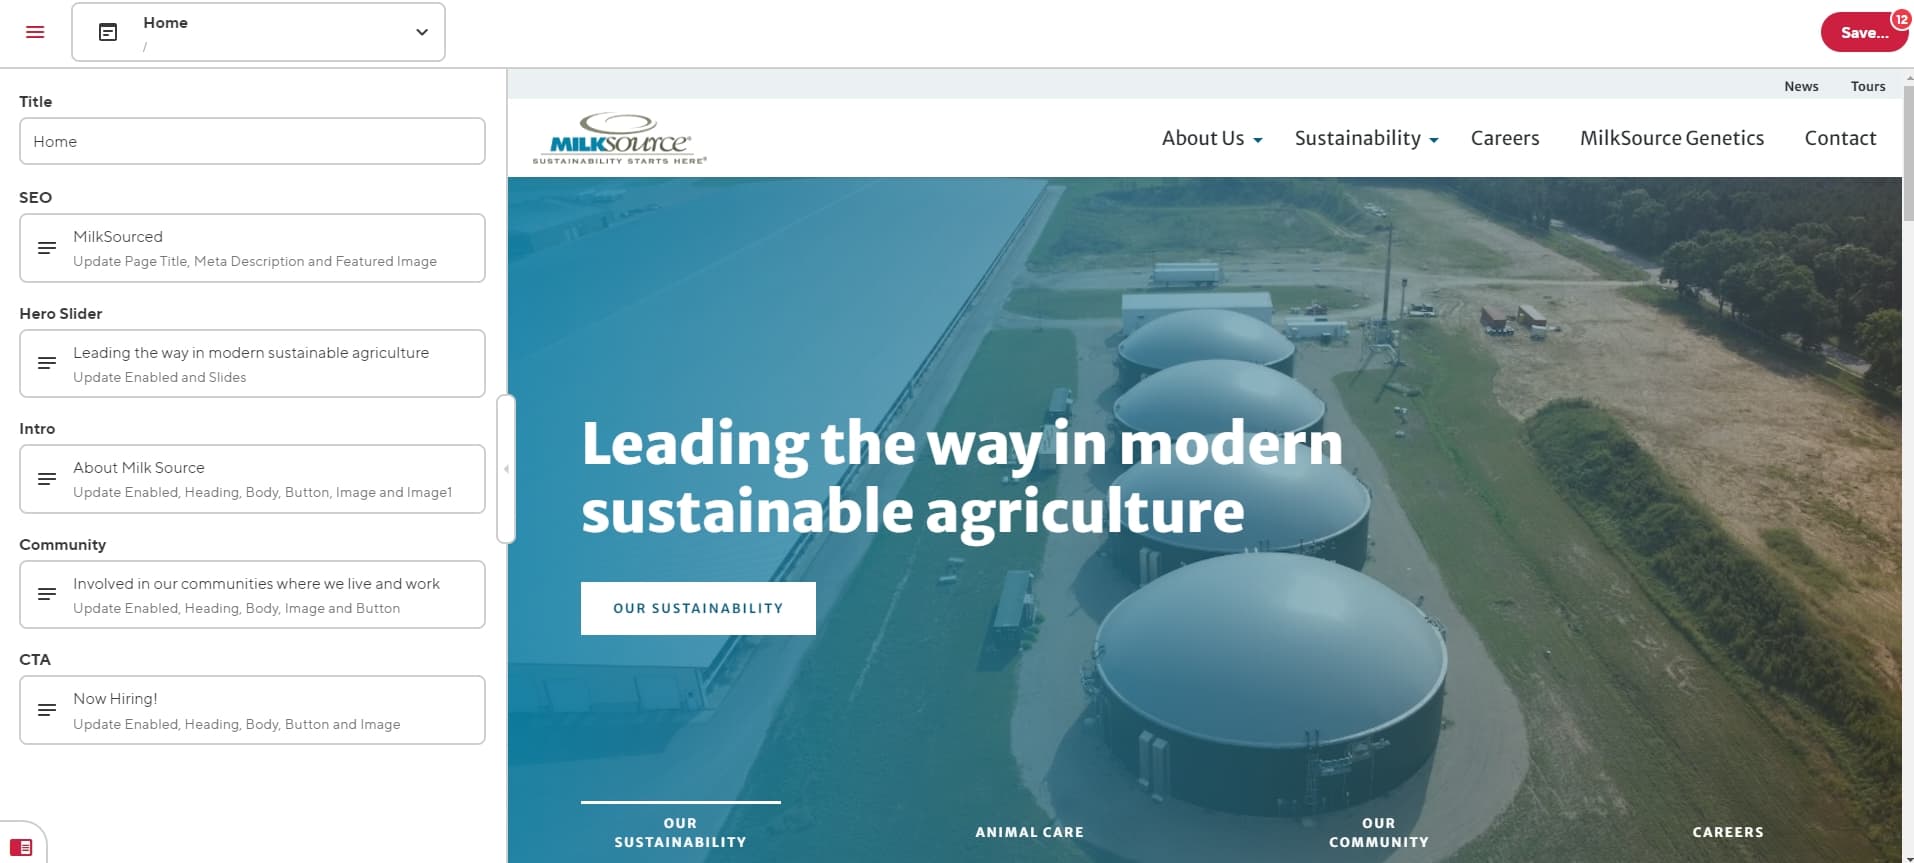 Home
/
Save...
12
Title
Home
SEO
MilkSourced
Update Page Title, Meta Description and Featured Image
Hero Slider
Leading the way in modern sustainable agriculture
Update Enabled and Slides
Intro
About Milk Source
Update Enabled, Heading, Body, Button, Image and Image1
Community
Involved in our communities where we live and work
Update Enabled, Heading, Body, Image and Button
CTA
Now Hiring!
Update Enabled, Heading, Body, Button and Image
News
Tours
MILKsource®
SUSTAINABILITY STARTS HERE®
About Us
Sustainability
Careers
MilkSource Genetics
Contact
Leading the way in modern
sustainable agriculture
OUR SUSTAINABILITY
OUR
SUSTAINABILITY
ANIMAL CARE
OUR
COMMUNITY
CAREERS